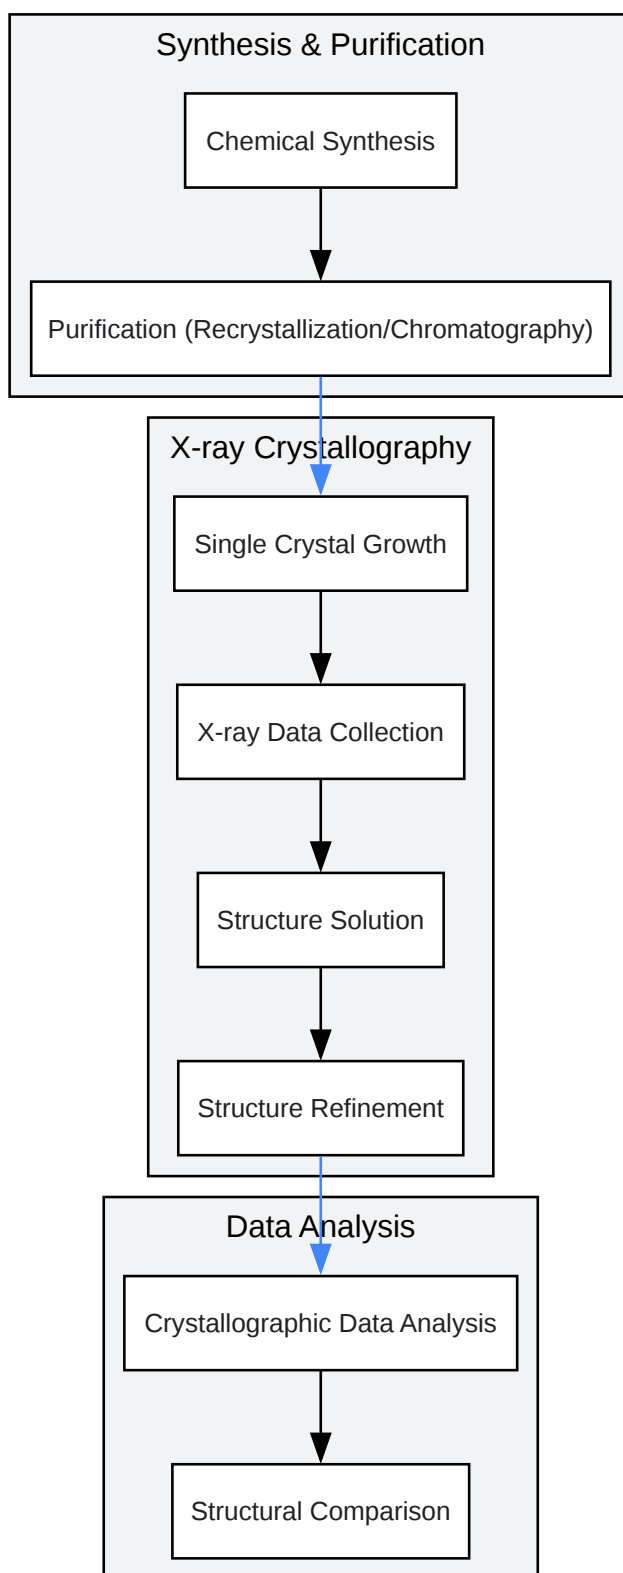 Synthesis & Purification
Chemical Synthesis
Purification (Recrystallization/Chromatography)
X-ray Crystallography
Single Crystal Growth
X-ray Data Collection
Structure Solution
Structure Refinement
Data Analysis
Crystallographic Data Analysis
Structural Comparison